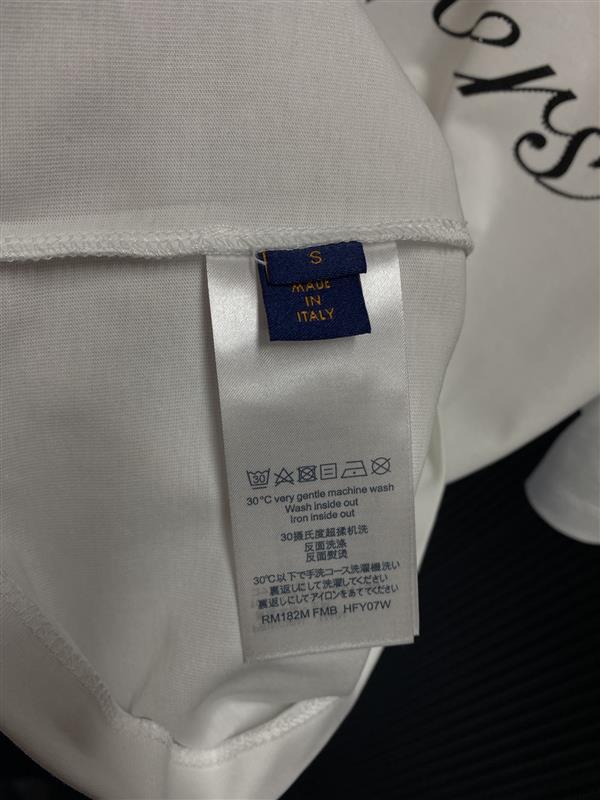 ors
S
MADE
IN
ITALY
30
30°C very gentle machine wash
Wash inside out
Iron inside out
30摄氏度超揉机洗
反面洗涤
反面熨烫
30℃以下で手洗コース洗濯機洗い
裏返しにして洗濯してください
裏返しにしてアイロンをあててください
RM182M FMB HFY07W